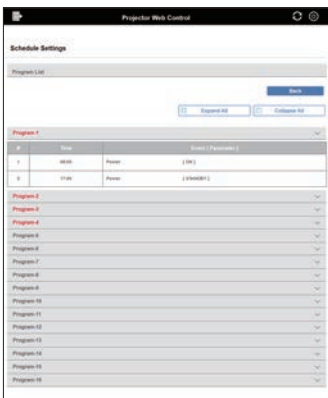 Projector Web Control
Schedule Settings
Program List
Back
Expand All
Collapse All
Program-1
# Time Event [ Parameter ]
1 08:00 Power [ ON ]
2 17:00 Power [ STANDBY ]
Program-2
Program-3
Program-4
Program-5
Program-6
Program-7
Program-8
Program-9
Program-10
Program-11
Program-12
Program-13
Program-14
Program-15
Program-16